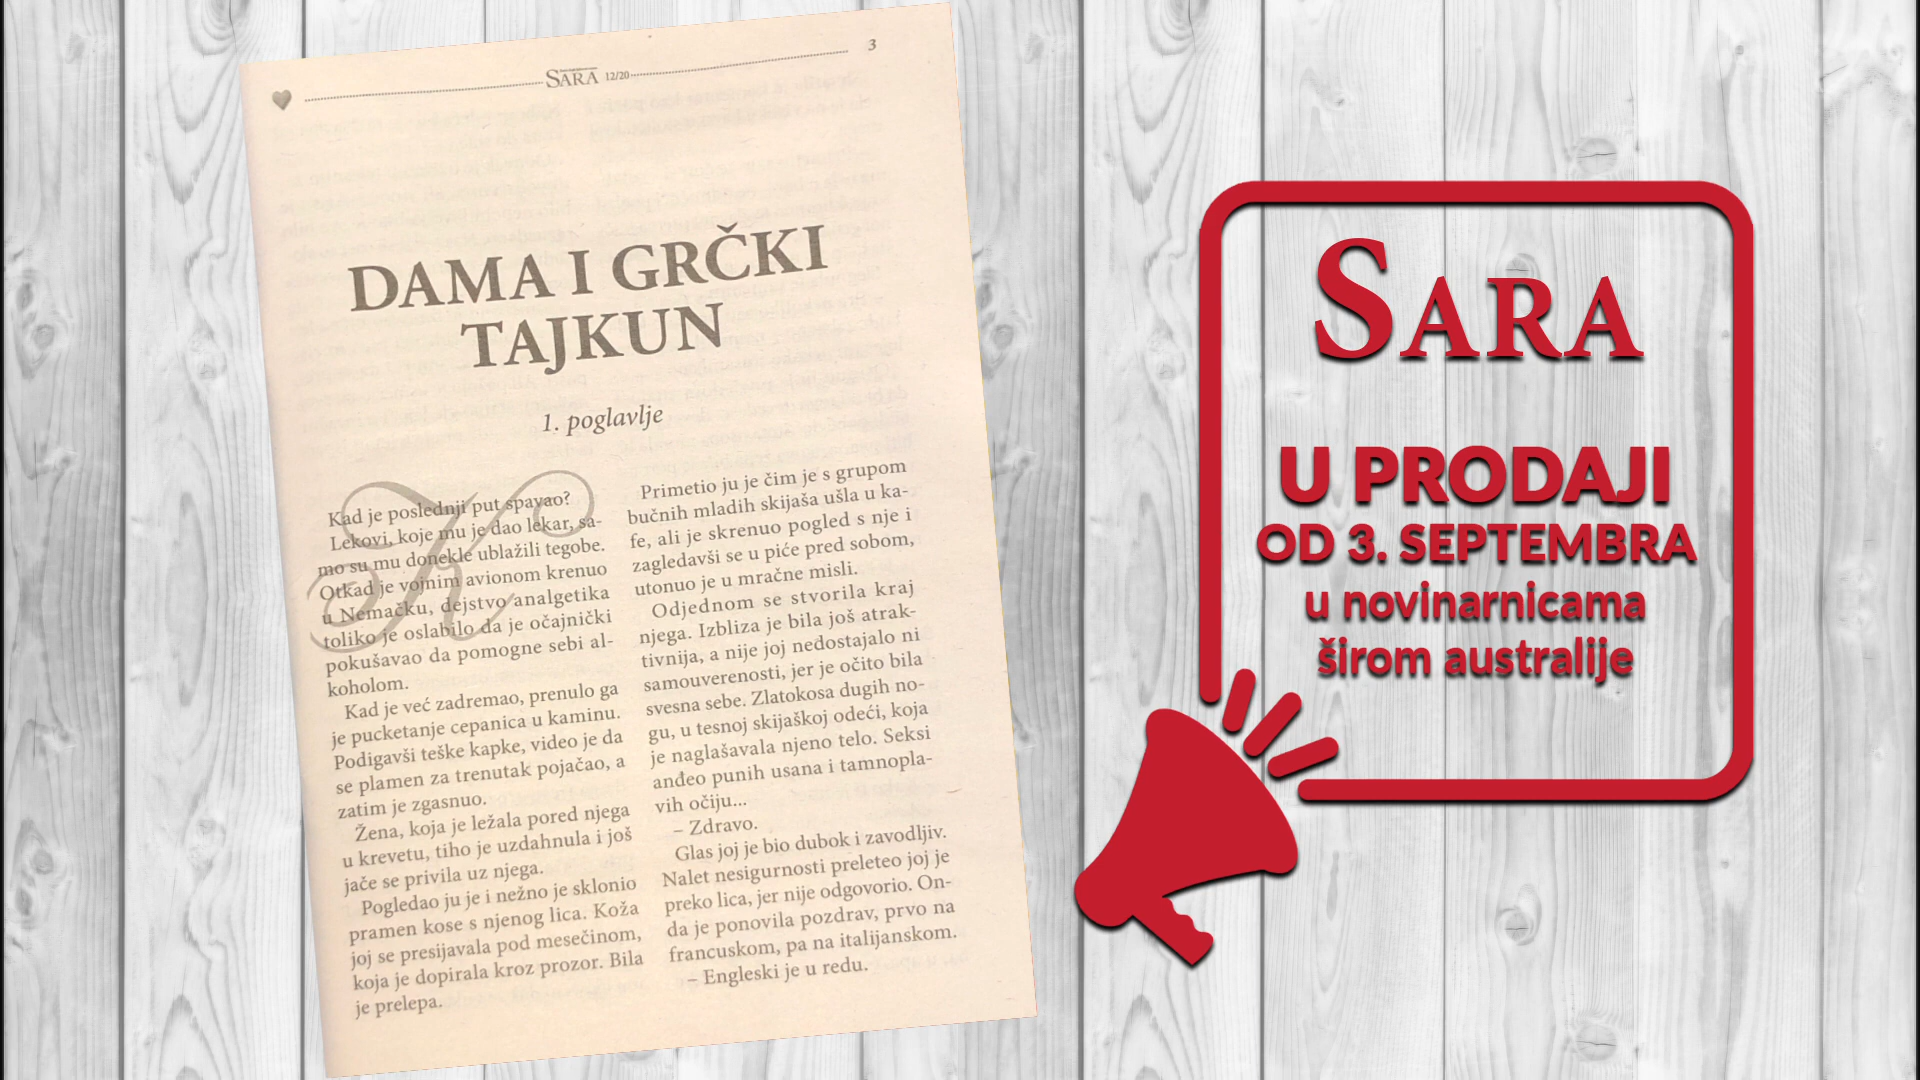 SARA 12/20
3
DAMA I GRČKI
TAJKUN
1. poglavlje
K
Kad je poslednji put spavao?
Lekovi, koje mu je dao lekar, sa-
mo su mu donekle ublažili tegobe.
Otkad je vojnim avionom krenuo
u Nemačku, dejstvo analgetika
toliko je oslabilo da je očajnički
pokušavao da pomogne sebi al-
koholom.
Kad je već zadremao, prenulo ga
je pucketanje cepanica u kaminu.
Podigavši teške kapke, video je da
se plamen za trenutak pojačao, a
zatim je zgasnuo.
Žena, koja je ležala pored njega
u krevetu, tiho je uzdahnula i još
jače se privila uz njega.
Pogledao ju je i nežno je sklonio
pramen kose s njenog lica. Koža
joj se presijavala pod mesečinom,
koja je dopirala kroz prozor. Bila
je prelepa.
Primetio ju je čim je s grupom
bučnih mladih skijaša ušla u ka-
fe, ali je skrenuo pogled s nje i
zagledavši se u piće pred sobom,
utonuo je u mračne misli.
Odjednom se stvorila kraj
njega. Izbliza je bila još atrak-
tivnija, a nije joj nedostajalo ni
samouverenosti, jer je očito bila
svesna sebe. Zlatokosa dugih no-
gu, u tesnoj skijaškoj odeći, koja
je naglašavala njeno telo. Seksi
anđeo punih usana i tamnopla-
vih očiju...
– Zdravo.
Glas joj je bio dubok i zavodljiv.
Nalet nesigurnosti preleteo joj je
preko lica, jer nije odgovorio. On-
da je ponovila pozdrav, prvo na
francuskom, pa na italijanskom.
– Engleski je u redu.
SARA
U PRODAJI
OD 3. SEPTEMBRA
u novinarnicama
širom australije